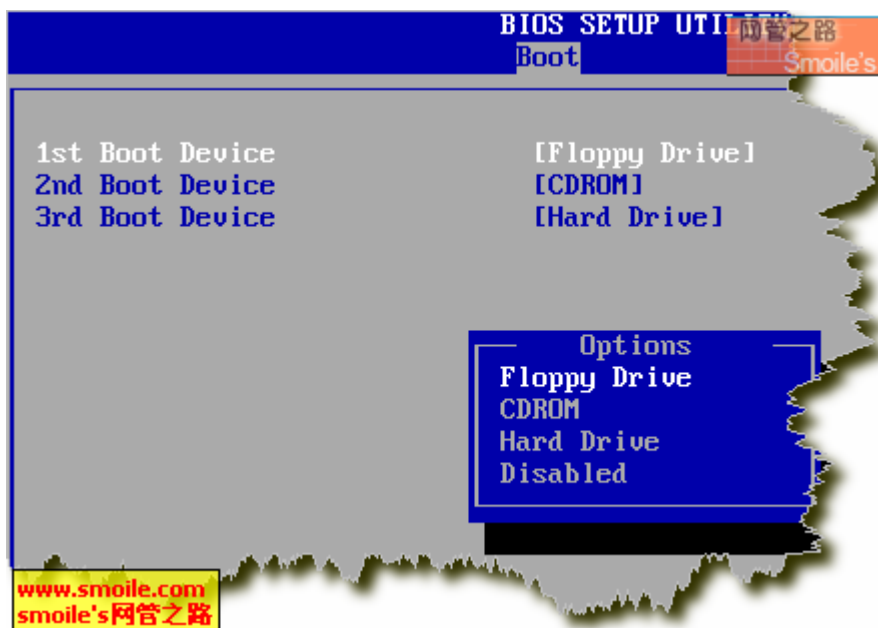 BIOS SETUP UTIL
网管之路
Boot
Smoile's
1st Boot Device [Floppy Drive]
2nd Boot Device [CDROM]
3rd Boot Device [Hard Drive]
Options
Floppy Drive
CDROM
Hard Drive
Disabled
www.smoile.com
smoile's网管之路